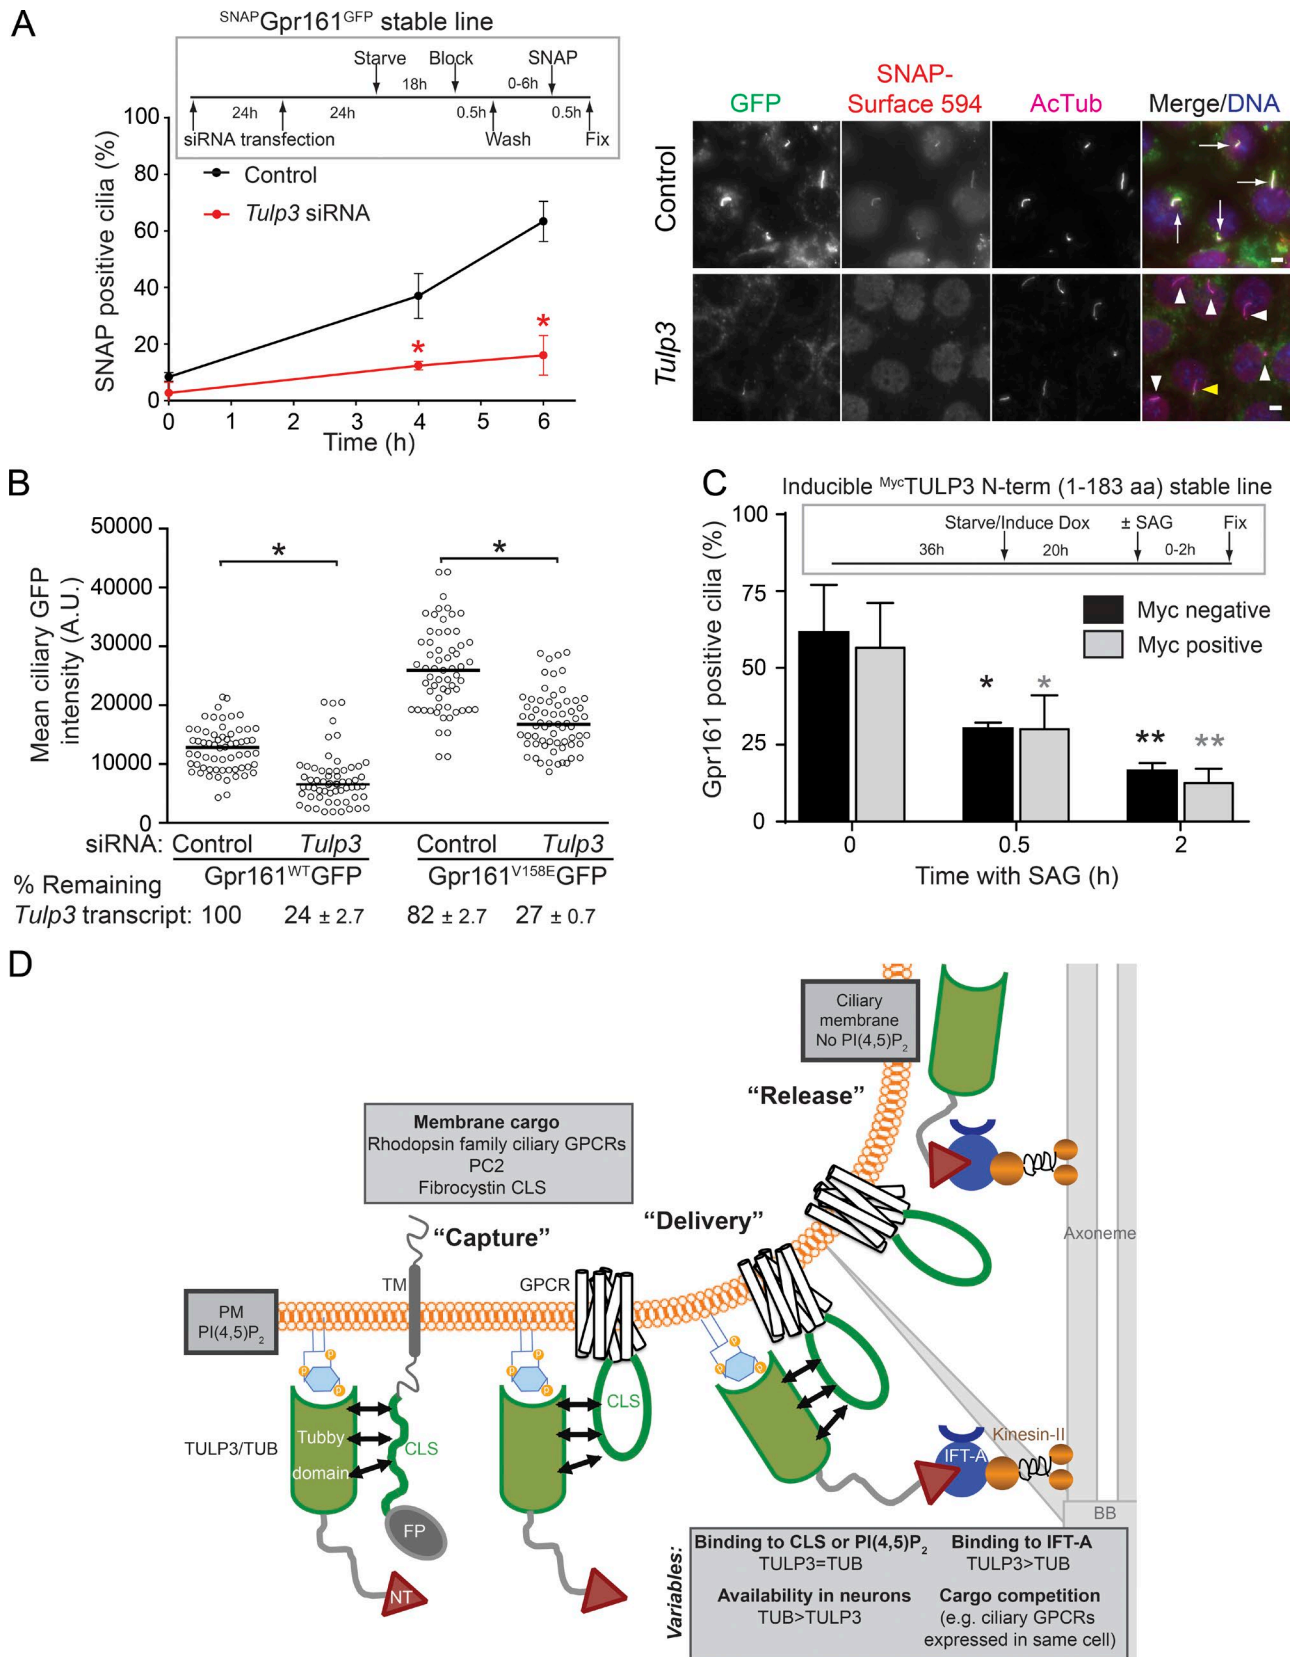 A
SNAPGpr161GFP stable line
Starve
Block
SNAP
18h
0-6h
24h
24h
0.5h
0.5h
siRNA transfection
Wash
Fix
SNAP positive cilia (%)
100
80
60
40
20
0
Control
Tulp3 siRNA
*
*
0
1
2
3
4
5
6
Time (h)
GFP
SNAP-
Surface 594
AcTub
Merge/DNA
Control
Tulp3
B
Mean ciliary GFP
intensity (A.U.)
50000
40000
30000
20000
10000
0
*
*
siRNA: Control Tulp3 Control Tulp3
Gpr161WTGFP Gpr161V158EGFP
% Remaining
Tulp3 transcript: 100 24 ± 2.7 82 ± 2.7 27 ± 0.7
C
Inducible MycTULP3 N-term (1-183 aa) stable line
Starve/Induce Dox
± SAG
Fix
36h
20h
0-2h
Gpr161 positive cilia (%)
100
75
50
25
0
Myc negative
Myc positive
*
*
**
**
0
0.5
2
Time with SAG (h)
D
Ciliary
membrane
No PI(4,5)P2
"Release"
Membrane cargo
Rhodopsin family ciliary GPCRs
PC2
Fibrocystin CLS
"Capture"
"Delivery"
TM
GPCR
Axoneme
PM
PI(4,5)P2
P
P
P
P
P
P
P
P
P
TULP3/TUB
Tubby
domain
CLS
CLS
FP
NT
Kinesin-II
IFT-A
BB
Variables:
Binding to CLS or PI(4,5)P2
TULP3=TUB
Binding to IFT-A
TULP3>TUB
Availability in neurons
TUB>TULP3
Cargo competition
(e.g. ciliary GPCRs
expressed in same cell)